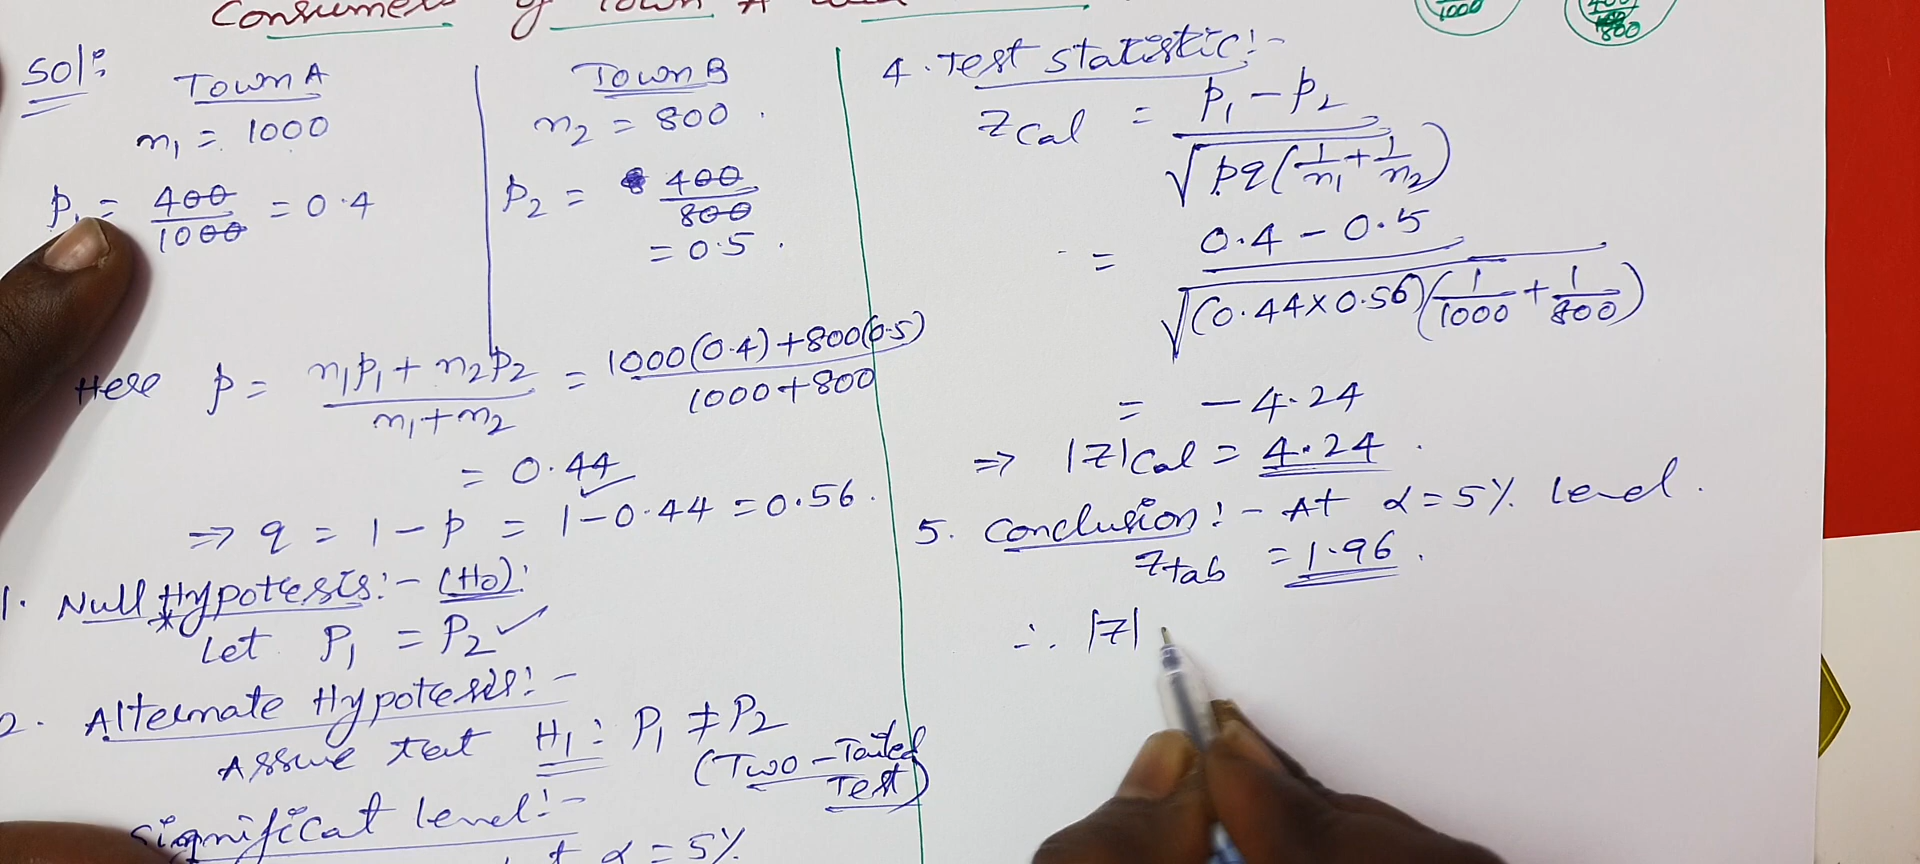 Consumers of Town A
Sol:
Town A
n₁ = 1000
p₁ = 400/1000 = 0.4
Town B
n₂ = 800.
p₂ = 400/800
= 0.5.
Here p = n₁p₁ + n₂p₂ / n₁+n₂ = 1000(0.4)+800(0.5) / 1000+800
= 0.44
⇒ q = 1 - p = 1-0.44 = 0.56.
1. Null Hypotesis:- (H₀):
Let P₁ = P₂ ✓
2. Alternate Hypotesis:-
Assume that H₁: P₁ ≠ P₂
(Two-Tailed
Test)
Significat level:-
α = 5%
1000
800
4. Test statistic:-
Zcal = p₁ - p₂ / √pq(1/n₁ + 1/n₂)
= 0.4 - 0.5 / √(0.44×0.56)(1/1000 + 1/800)
= -4.24
⇒ |Z|cal = 4.24.
5. Conclusion:- At α = 5% level.
Ztab = 1.96.
∴ |Z|